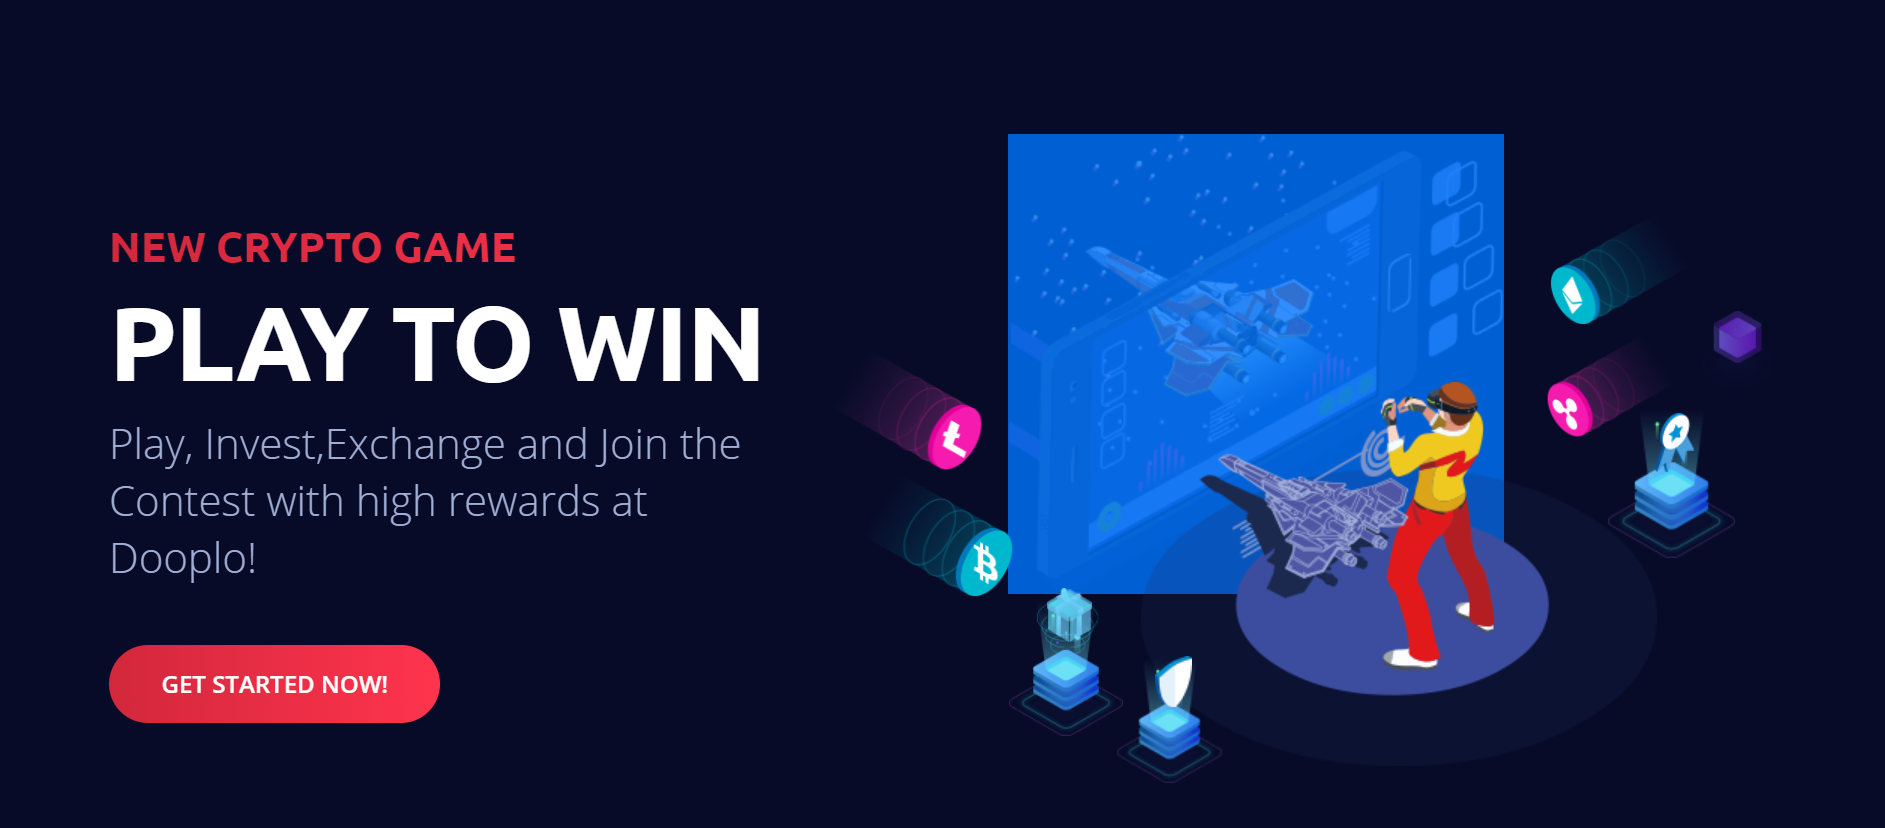 NEW CRYPTO GAME
PLAY TO WIN
Play, Invest,Exchange and Join the
Contest with high rewards at
Dooplo!
GET STARTED NOW!